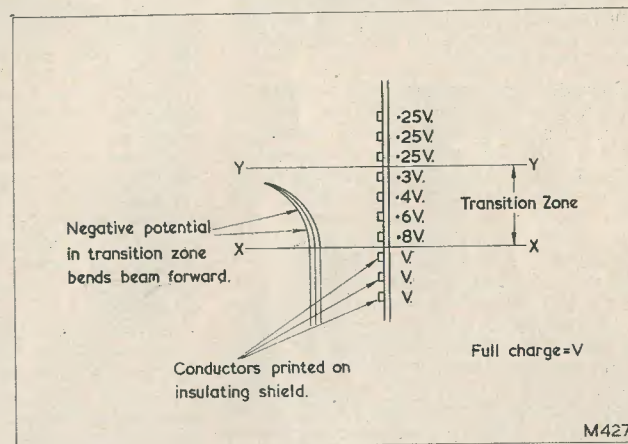 ·25V.
·25V.
Y ·25V. Y
·3V.
·4V. Transition Zone
·6V.
X ·8V. X
Negative potential
in transition zone
bends beam forward.
V.
V.
V.
Conductors printed on
insulating shield.
Full charge=V
M427